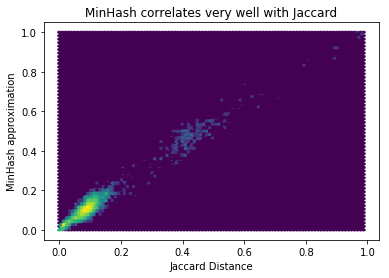 MinHash correlates very well with Jaccard
MinHash approximation
1.0
0.8
0.6
0.4
0.2
0.0
0.0 0.2 0.4 0.6 0.8 1.0
Jaccard Distance